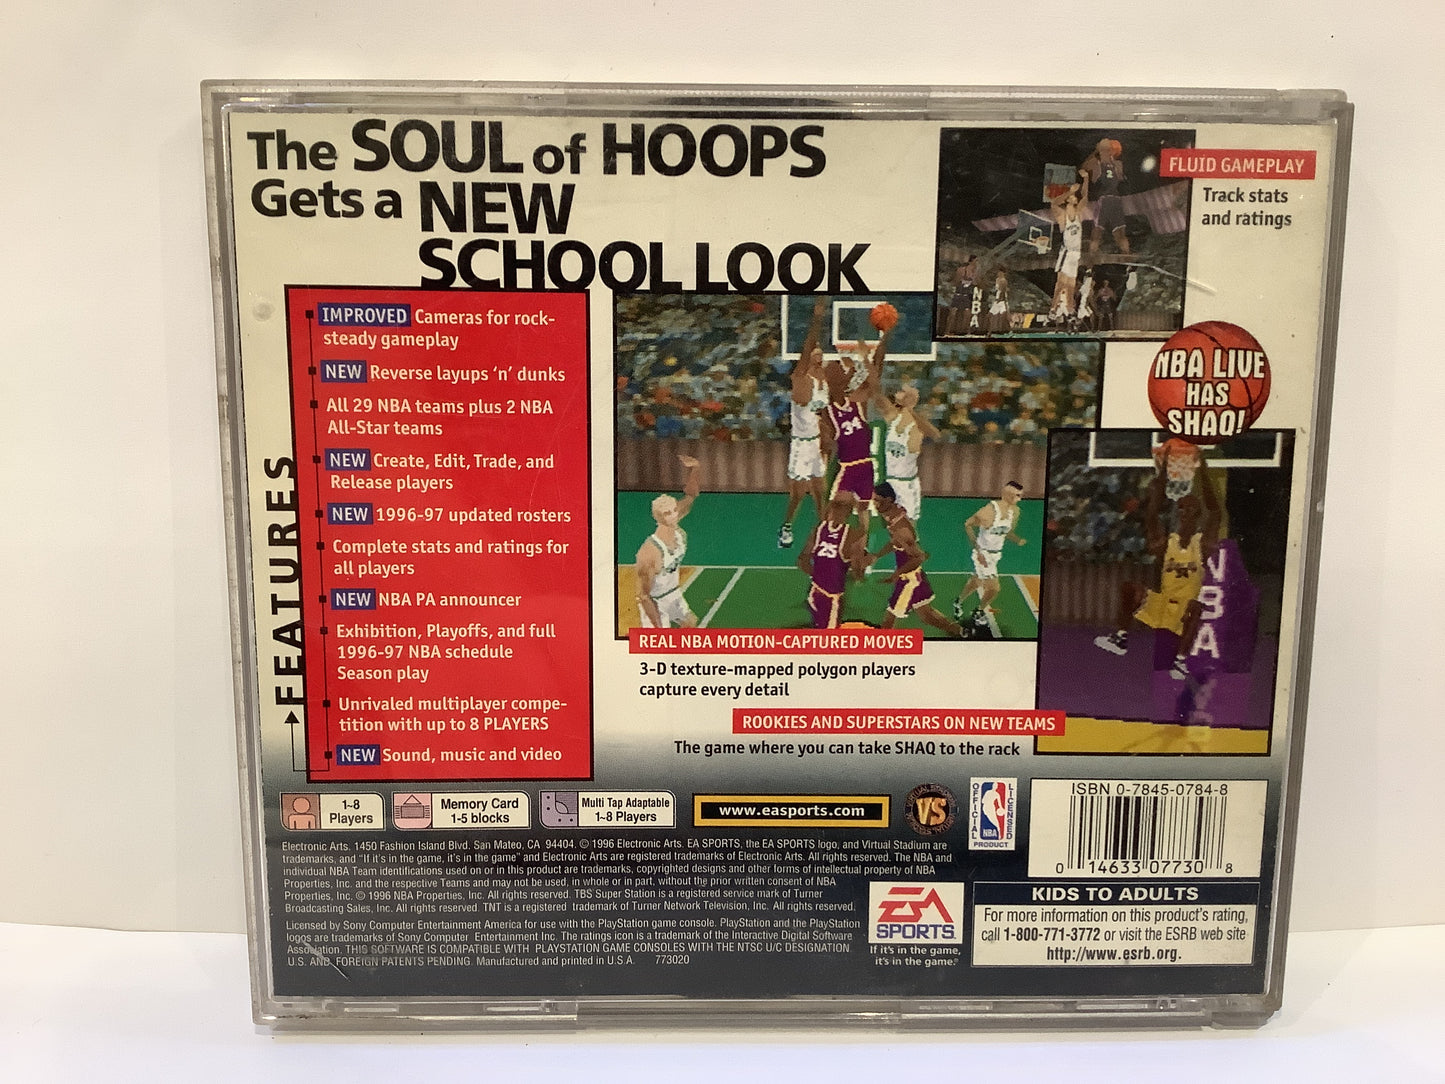 The SOUL of HOOPS
Gets a NEW
SCHOOL LOOK
FLUID GAMEPLAY
Track stats
and ratings
NBA LIVE
HAS
SHAQ!
FEATURES
IMPROVED Cameras for rock-
steady gameplay
NEW Reverse layups ‘n’ dunks
All 29 NBA teams plus 2 NBA
All-Star teams
NEW Create, Edit, Trade, and
Release players
NEW 1996-97 updated rosters
Complete stats and ratings for
all players
NEW NBA PA announcer
Exhibition, Playoffs, and full
1996-97 NBA schedule
Season play
Unrivaled multiplayer compe-
tition with up to 8 PLAYERS
NEW Sound, music and video
2
NBA
34
25
NBA
REAL NBA MOTION-CAPTURED MOVES
3-D texture-mapped polygon players
capture every detail
ROOKIES AND SUPERSTARS ON NEW TEAMS
The game where you can take SHAQ to the rack
1-8
Players
Memory Card
1-5 blocks
Multi Tap Adaptable
1-8 Players
www.easports.com
VS
OFFICIAL
LICENSED
NBA
PRODUCT
ISBN 0-7845-0784-8
0 14633 07730 8
Electronic Arts. 1450 Fashion Island Blvd. San Mateo, CA 94404. © 1996 Electronic Arts. EA SPORTS, the EA SPORTS logo, and Virtual Stadium are
trademarks, and "If it's in the game, it's in the game" and Electronic Arts are registered trademarks of Electronic Arts. All rights reserved. The NBA and
individual NBA Team identifications used on or in this product are trademarks, copyrighted designs and other forms of intellectual property of NBA
Properties, Inc. and the respective Teams and may not be used, in whole or in part, without the prior written consent of NBA
Properties, Inc. © 1996 NBA Properties, Inc. All rights reserved. TBS Super Station is a registered service mark of Turner
Broadcasting Sales, Inc. All rights reserved. TNT is a registered trademark of Turner Network Television, Inc. All rights reserved.
Licensed by Sony Computer Entertainment America for use with the PlayStation game console. PlayStation and the PlayStation
logos are trademarks of Sony Computer Entertainment Inc. The ratings icon is a trademark of the Interactive Digital Software
Association. THIS SOFTWARE IS COMPATIBLE WITH PLAYSTATION GAME CONSOLES WITH THE NTSC U/C DESIGNATION.
U.S. AND FOREIGN PATENTS PENDING. Manufactured and printed in U.S.A. 773020
EA
SPORTS
If it's in the game,
it's in the game.®
KIDS TO ADULTS
For more information on this product's rating,
call 1-800-771-3772 or visit the ESRB web site
http://www.esrb.org.